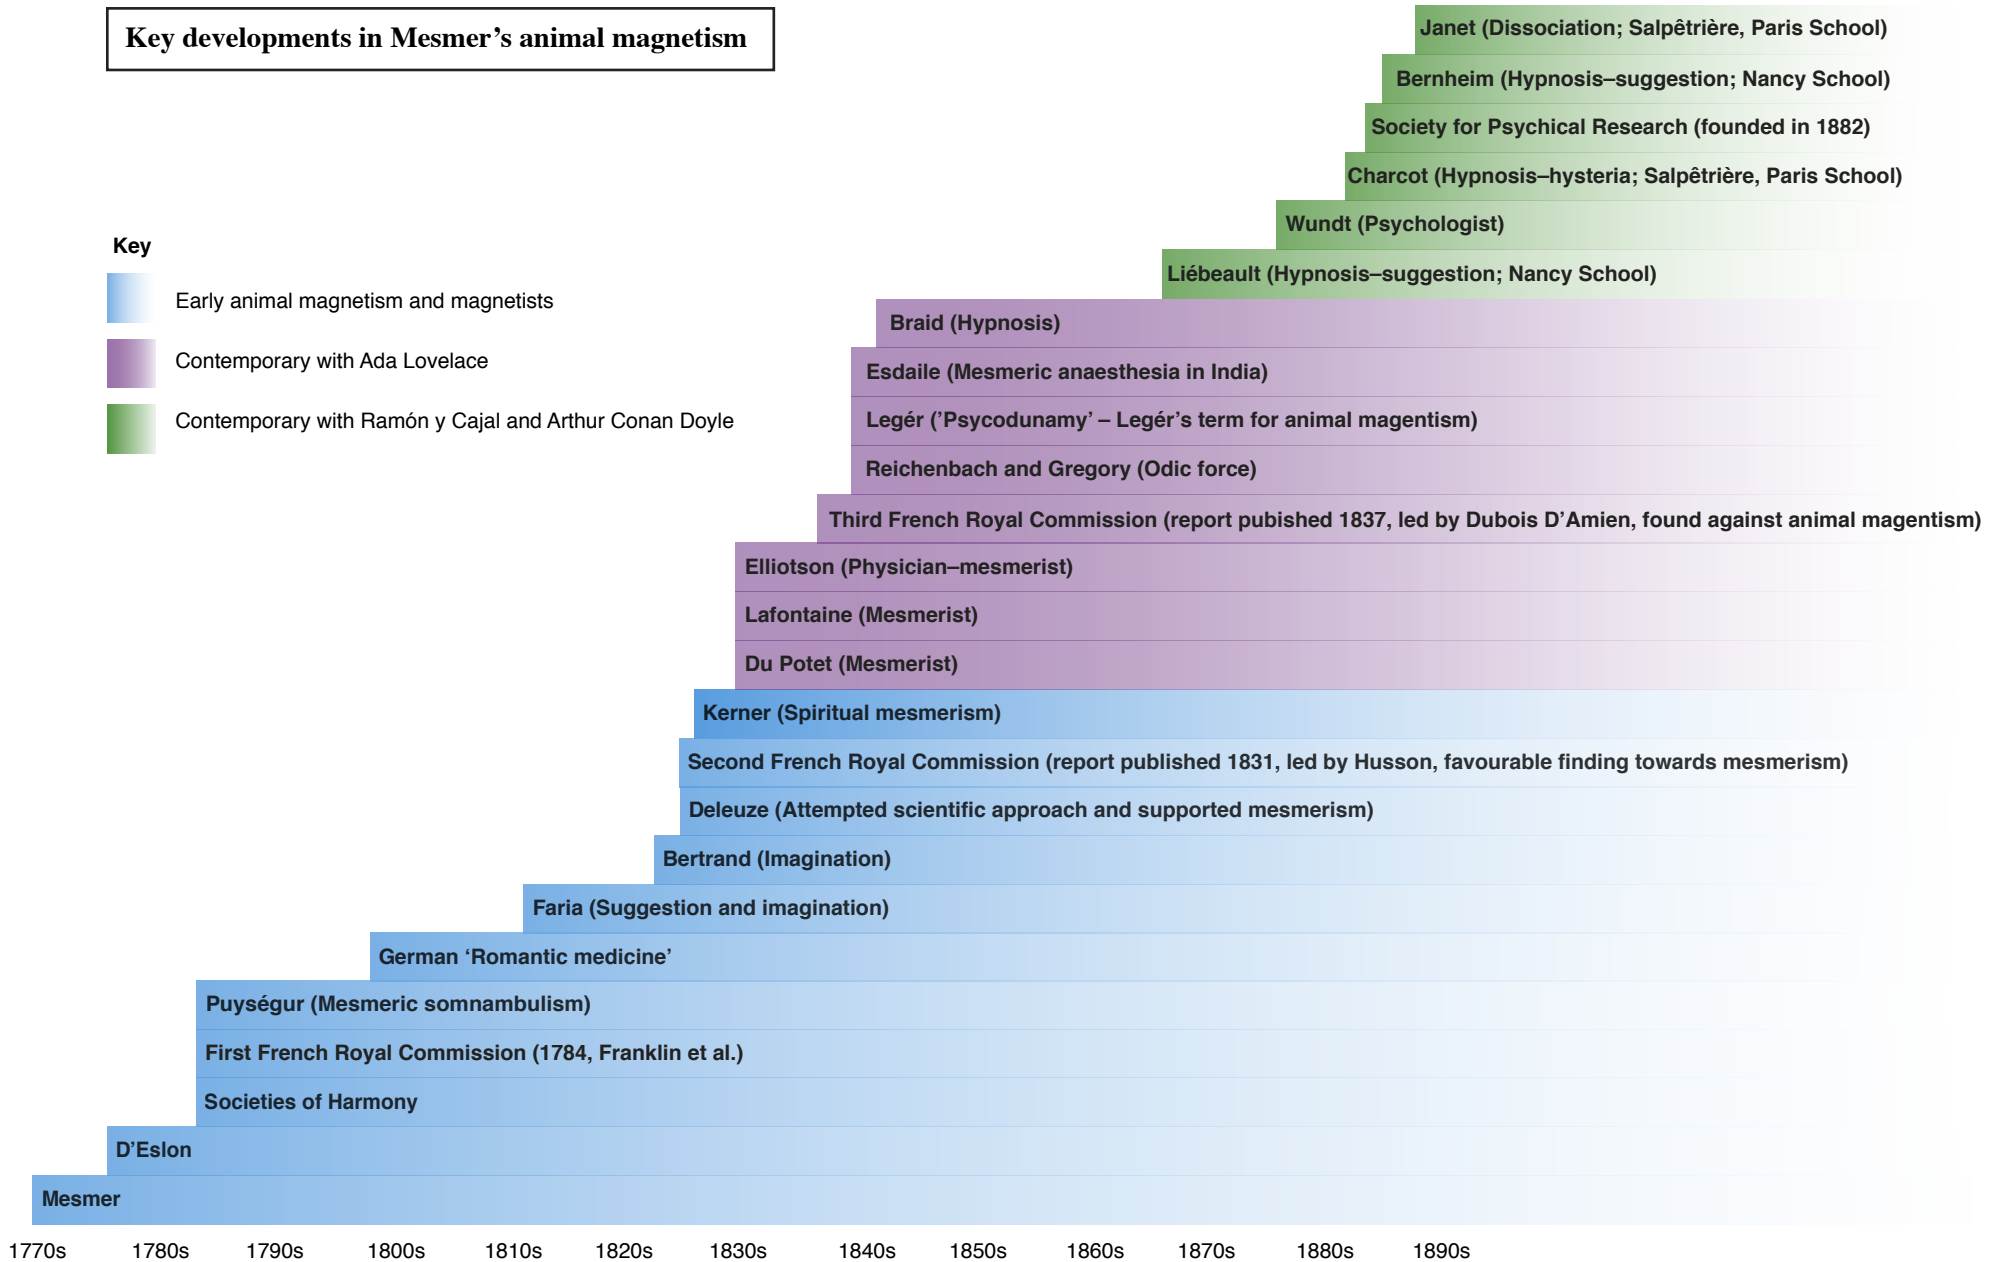 Key developments in Mesmer’s animal magnetism
Janet (Dissociation; Salpêtrière, Paris School)
Bernheim (Hypnosis–suggestion; Nancy School)
Society for Psychical Research (founded in 1882)
Charcot (Hypnosis–hysteria; Salpêtrière, Paris School)
Wundt (Psychologist)
Liébeault (Hypnosis–suggestion; Nancy School)
Key
Early animal magnetism and magnetists
Contemporary with Ada Lovelace
Contemporary with Ramón y Cajal and Arthur Conan Doyle
Braid (Hypnosis)
Esdaile (Mesmeric anaesthesia in India)
Legér (’Psycodunamy’ – Legér’s term for animal magentism)
Reichenbach and Gregory (Odic force)
Third French Royal Commission (report pubished 1837, led by Dubois D’Amien, found against animal magentism)
Elliotson (Physician–mesmerist)
Lafontaine (Mesmerist)
Du Potet (Mesmerist)
Kerner (Spiritual mesmerism)
Second French Royal Commission (report published 1831, led by Husson, favourable finding towards mesmerism)
Deleuze (Attempted scientific approach and supported mesmerism)
Bertrand (Imagination)
Faria (Suggestion and imagination)
German ‘Romantic medicine’
Puységur (Mesmeric somnambulism)
First French Royal Commission (1784, Franklin et al.)
Societies of Harmony
D’Eslon
Mesmer
1770s 1780s 1790s 1800s 1810s 1820s 1830s 1840s 1850s 1860s 1870s 1880s 1890s